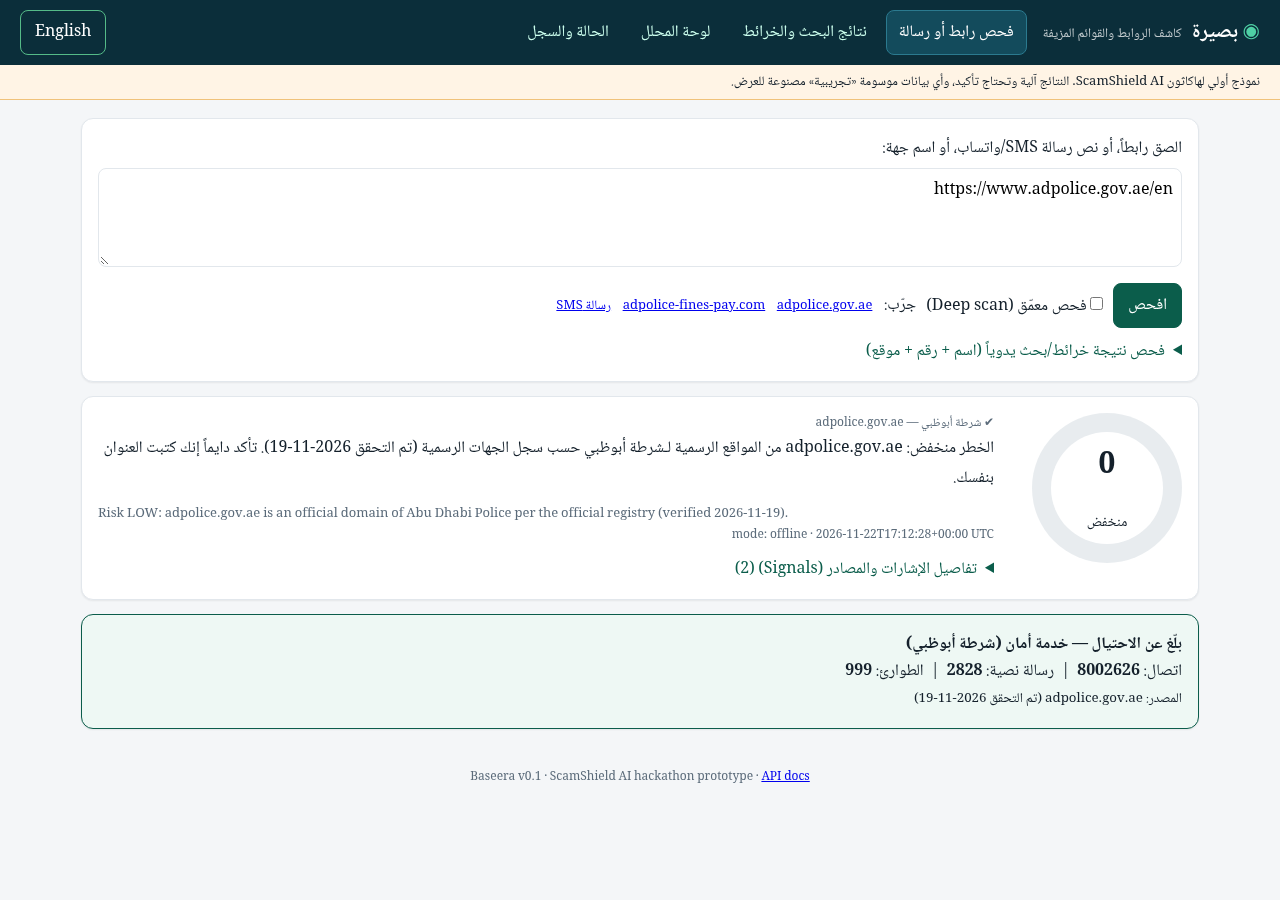 بصيرة كاشف الروابط والقوائم المزيفة
فحص رابط أو رسالة
نتائج البحث والخرائط
لوحة المحلل
الحالة والسجل
English
نموذج أولي لهاكاثون ScamShield AI. النتائج آلية وتحتاج تأكيد، وأي بيانات موسومة «تجريبية» مصنوعة للعرض.
الصق رابطاً، أو نص رسالة SMS/واتساب، أو اسم جهة:
https://www.adpolice.gov.ae/en
افحص فحص معمّق (Deep scan) جرّب: adpolice.gov.ae adpolice-fines-pay.com رسالة SMS
فحص نتيجة خرائط/بحث يدوياً (اسم + رقم + موقع)
0
منخفض
✔ شرطة أبوظبي — adpolice.gov.ae
الخطر منخفض: adpolice.gov.ae من المواقع الرسمية لـشرطة أبوظبي حسب سجل الجهات الرسمية (تم التحقق 2026-11-19). تأكد دايماً إنك كتبت العنوان
بنفسك.
Risk LOW: adpolice.gov.ae is an official domain of Abu Dhabi Police per the official registry (verified 2026-11-19).
mode: offline · 2026-11-22T17:12:28+00:00 UTC
تفاصيل الإشارات والمصادر (Signals) (2)
بلّغ عن الاحتيال — خدمة أمان (شرطة أبوظبي)
اتصال: 8002626 | رسالة نصية: 2828 | الطوارئ: 999
المصدر: adpolice.gov.ae (تم التحقق 2026-11-19)
Baseera v0.1 · ScamShield AI hackathon prototype · API docs